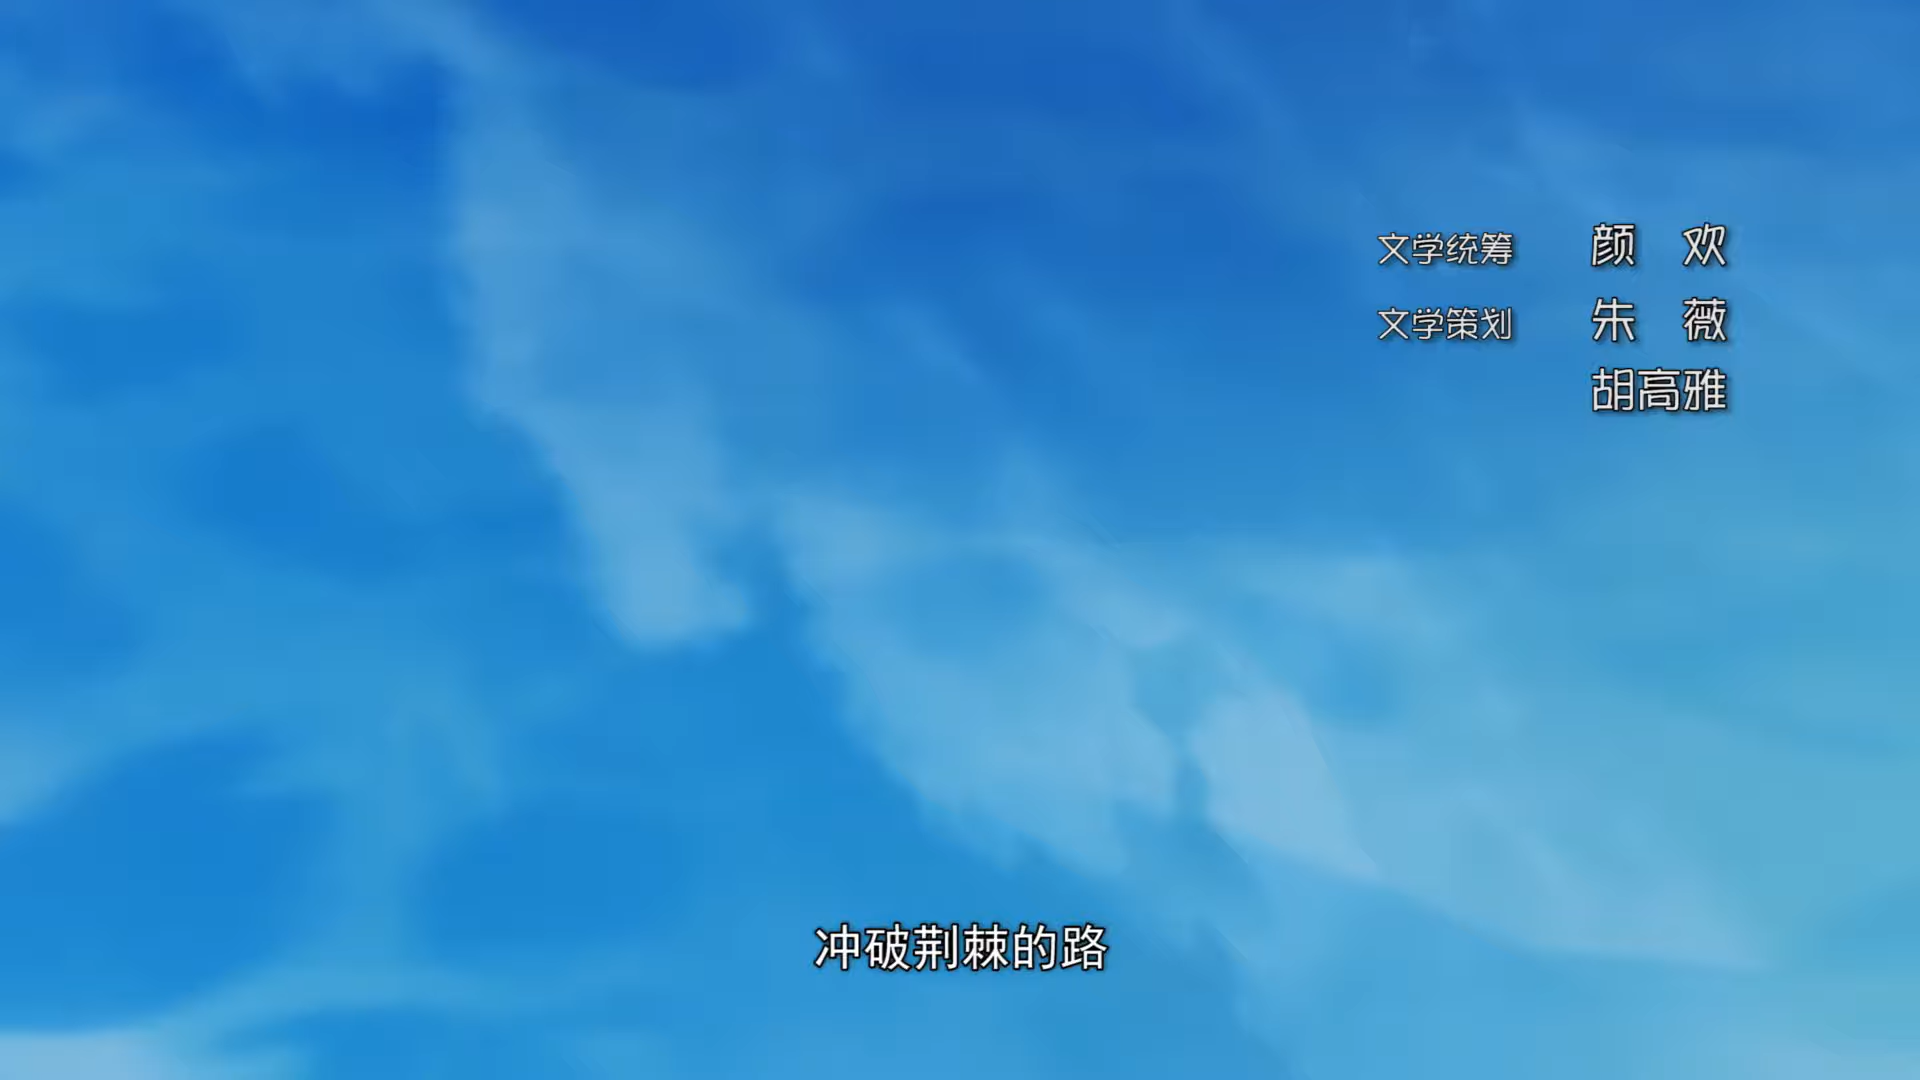 文学统筹 颜 欢
文学策划 朱 薇
胡高雅
冲破荆棘的路